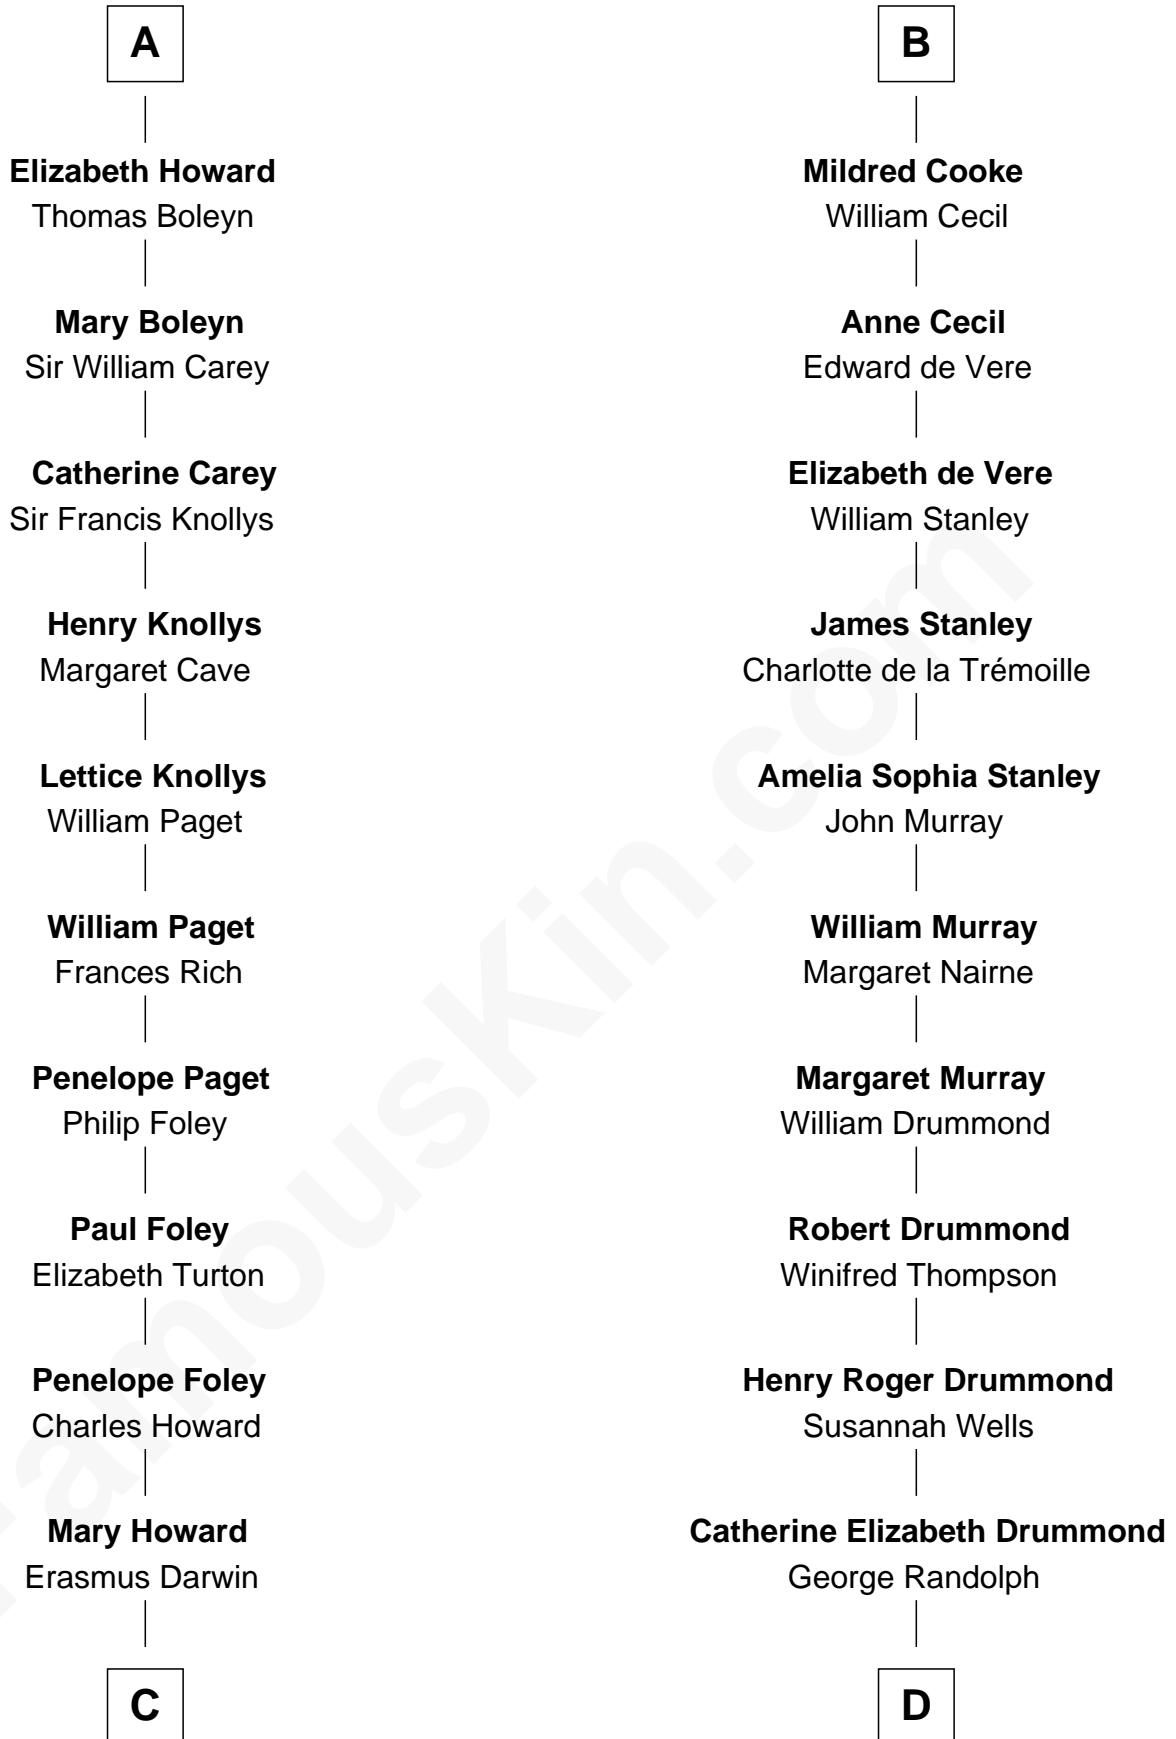 A
Elizabeth Howard
Thomas Boleyn
Mary Boleyn
Sir William Carey
Catherine Carey
Sir Francis Knollys
Henry Knollys
Margaret Cave
Lettice Knollys
William Paget
William Paget
Frances Rich
Penelope Paget
Philip Foley
Paul Foley
Elizabeth Turton
Penelope Foley
Charles Howard
Mary Howard
Erasmus Darwin
C
B
Mildred Cooke
William Cecil
Anne Cecil
Edward de Vere
Elizabeth de Vere
William Stanley
James Stanley
Charlotte de la Trémoille
Amelia Sophia Stanley
John Murray
William Murray
Margaret Nairne
Margaret Murray
William Drummond
Robert Drummond
Winifred Thompson
Henry Roger Drummond
Susannah Wells
Catherine Elizabeth Drummond
George Randolph
D
FamousKin.com